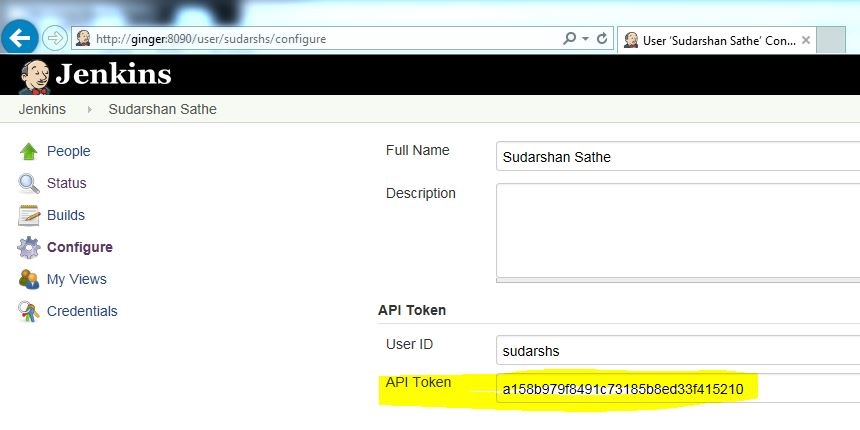 http://ginger:8090/user/sudarshs/configure
User 'Sudarshan Sathe' Con...
Jenkins
Jenkins Sudarshan Sathe
People
Status
Builds
Configure
My Views
Credentials
Full Name Sudarshan Sathe
Description
API Token
User ID sudarshs
API Token a158b979f8491c73185b8ed33f415210